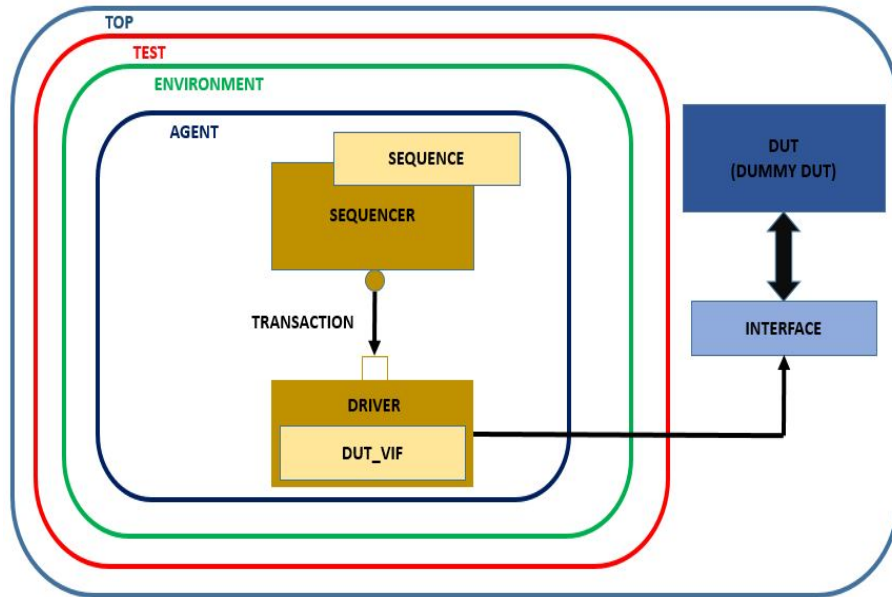 TOP
TEST
ENVIRONMENT
AGENT
SEQUENCE
SEQUENCER
TRANSACTION
DRIVER
DUT_VIF
DUT
(DUMMY DUT)
INTERFACE